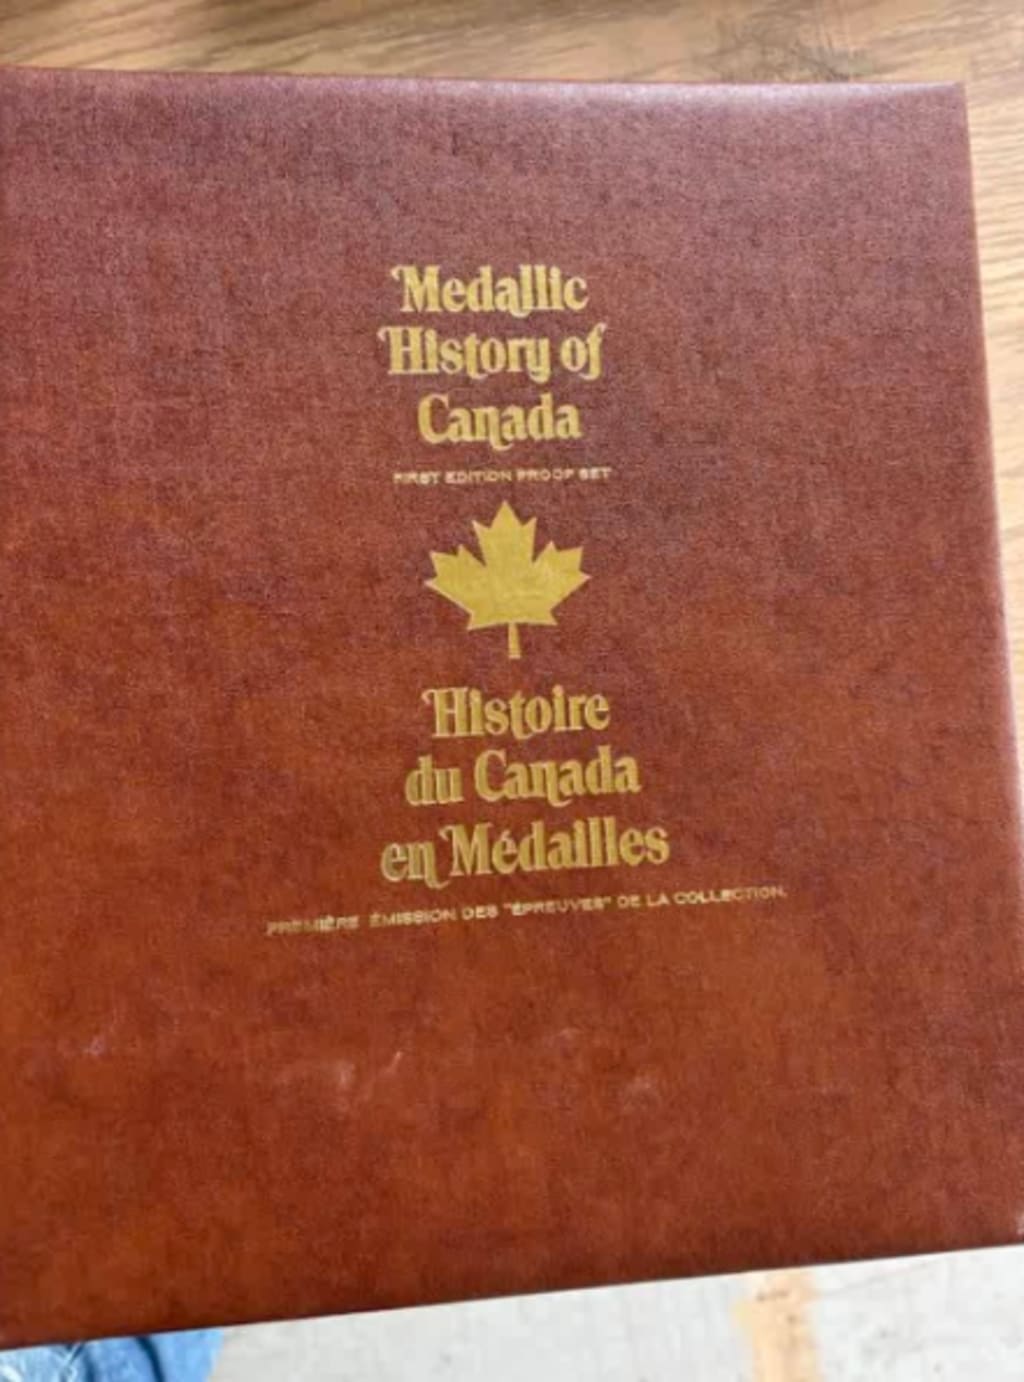 Medallic
History of
Canada
FIRST EDITION PROOF SET
Histoire
du Canada
en Médailles
PREMIÈRE ÉMISSION DES "ÉPREUVES" DE LA COLLECTION.